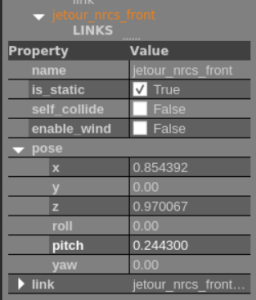 link
jetour_nrcs_front
LINKS
Property Value
name jetour_nrcs_front
is_static True
self_collide False
enable_wind False
pose
x 0.854392
y 0.00
z 0.970067
roll 0.00
pitch 0.244300
yaw 0.00
link jetour_nrcs_front...